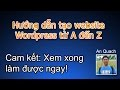 Hướng dẫn tạo website
Wordpress từ A đến Z
An Quach
Cam kết: Xem xong
làm được ngay!